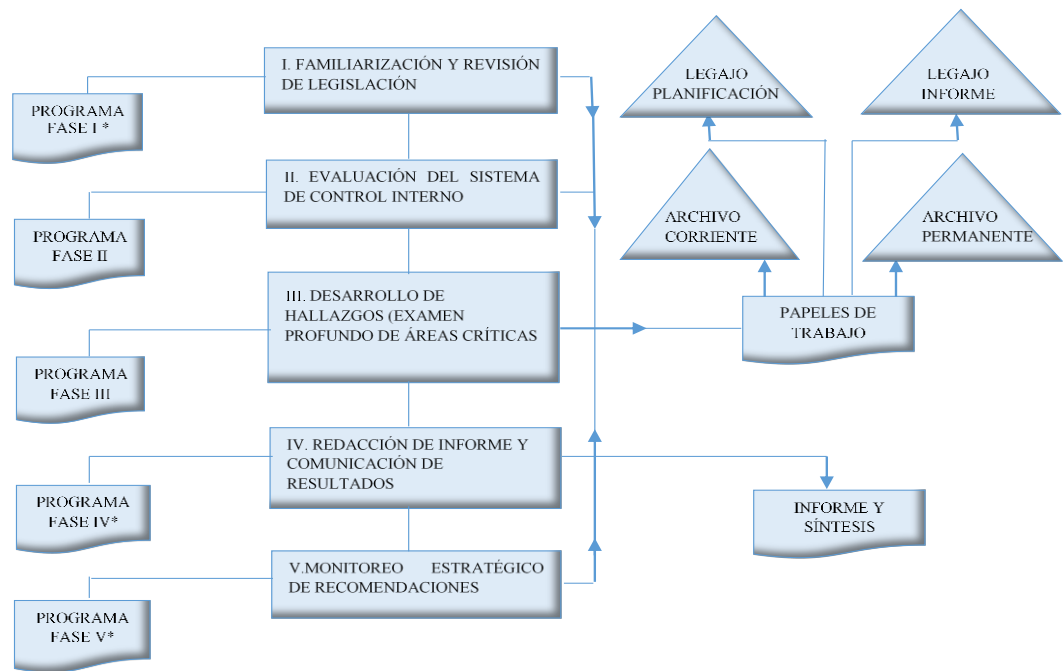 I. FAMILIARIZACIÓN Y REVISIÓN
DE LEGISLACIÓN
PROGRAMA
FASE I *
II. EVALUACIÓN DEL SISTEMA
DE CONTROL INTERNO
PROGRAMA
FASE II
III. DESARROLLO DE
HALLAZGOS (EXAMEN
PROFUNDO DE ÁREAS CRÍTICAS
PROGRAMA
FASE III
IV. REDACCIÓN DE INFORME Y
COMUNICACIÓN DE
RESULTADOS
PROGRAMA
FASE IV*
V.MONITOREO ESTRATÉGICO
DE RECOMENDACIONES
PROGRAMA
FASE V*
LEGAJO
PLANIFICACIÓN
LEGAJO
INFORME
ARCHIVO
CORRIENTE
ARCHIVO
PERMANENTE
PAPELES DE
TRABAJO
INFORME Y
SÍNTESIS